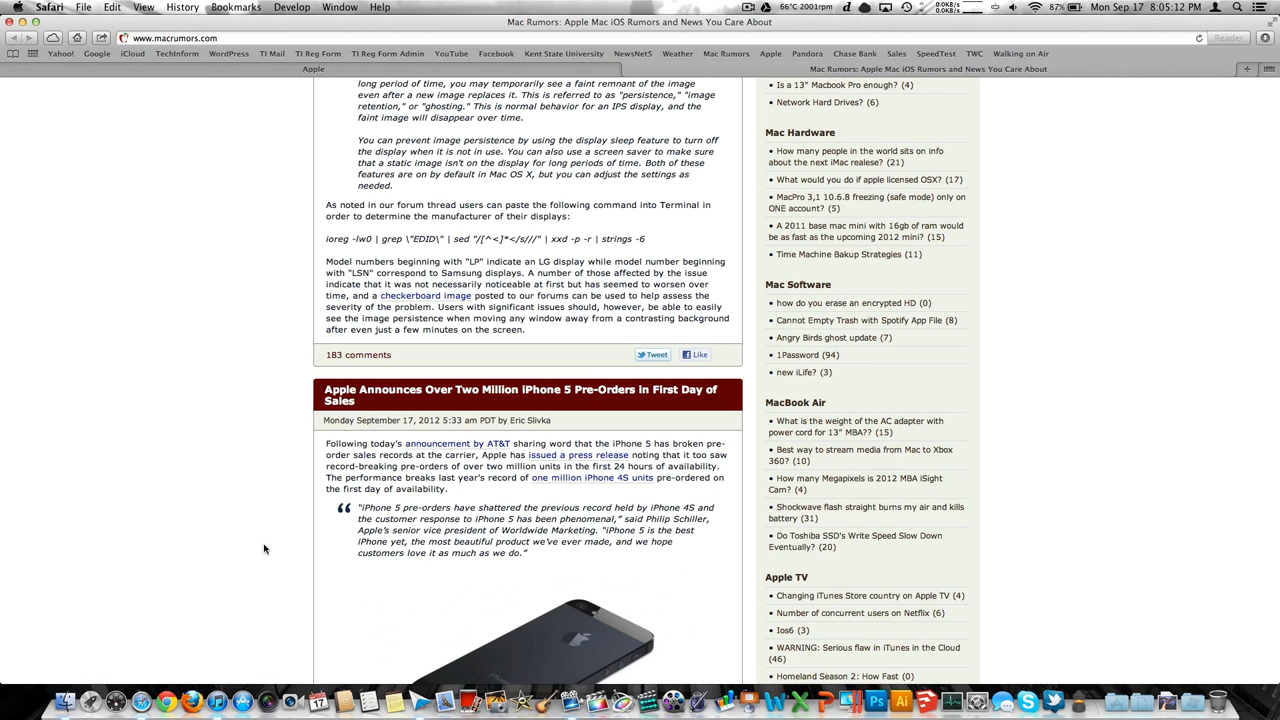 Safari File Edit View History Bookmarks Develop Window Help
66°C 2001rpm 0.0KB/s 0.0KB/s 87% Mon Sep 17 8:05:12 PM
Mac Rumors: Apple Mac iOS Rumors and News You Care About
www.macrumors.com Reader
Yahoo! Google iCloud TechInform WordPress TI Mail TI Reg Form TI Reg Form Admin YouTube Facebook Kent State University NewsNet5 Weather Mac Rumors Apple Pandora Chase Bank Sales SpeedTest TWC Walking on Air
Apple Mac Rumors: Apple Mac iOS Rumors and News You Care About
long period of time, you may temporarily see a faint remnant of the image
even after a new image replaces it. This is referred to as "persistence," "image
retention," or "ghosting." This is normal behavior for an IPS display, and the
faint image will disappear over time.
You can prevent image persistence by using the display sleep feature to turn off
the display when it is not in use. You can also use a screen saver to make sure
that a static image isn't on the display for long periods of time. Both of these
features are on by default in Mac OS X, but you can adjust the settings as
needed.
As noted in our forum thread users can paste the following command into Terminal in
order to determine the manufacturer of their displays:
ioreg -lw0 | grep \"EDID\" | sed "/[^<]*</s///" | xxd -p -r | strings -6
Model numbers beginning with "LP" indicate an LG display while model number beginning
with "LSN" correspond to Samsung displays. A number of those affected by the issue
indicate that it was not necessarily noticeable at first but has seemed to worsen over
time, and a checkerboard image posted to our forums can be used to help assess the
severity of the problem. Users with significant issues should, however, be able to easily
see the image persistence when moving any window away from a contrasting background
after even just a few minutes on the screen.
183 comments Tweet Like
Apple Announces Over Two Million iPhone 5 Pre-Orders in First Day of
Sales
Monday September 17, 2012 5:33 am PDT by Eric Slivka
Following today's announcement by AT&T sharing word that the iPhone 5 has broken pre-
order sales records at the carrier, Apple has issued a press release noting that it too saw
record-breaking pre-orders of over two million units in the first 24 hours of availability.
The performance breaks last year's record of one million iPhone 4S units pre-ordered on
the first day of availability.
“iPhone 5 pre-orders have shattered the previous record held by iPhone 4S and
the customer response to iPhone 5 has been phenomenal,” said Philip Schiller,
Apple's senior vice president of Worldwide Marketing. “iPhone 5 is the best
iPhone yet, the most beautiful product we've ever made, and we hope
customers love it as much as we do.”
• Is a 13" Macbook Pro enough? (4)
• Network Hard Drives? (6)
Mac Hardware
• How many people in the world sits on info
about the next iMac realese? (21)
• What would you do if apple licensed OSX? (17)
• MacPro 3,1 10.6.8 freezing (safe mode) only on
ONE account? (5)
• A 2011 base mac mini with 16gb of ram would
be as fast as the upcoming 2012 mini? (15)
• Time Machine Bakup Strategies (11)
Mac Software
• how do you erase an encrypted HD (0)
• Cannot Empty Trash with Spotify App File (8)
• Angry Birds ghost update (7)
• 1Password (94)
• new iLife? (3)
MacBook Air
• What is the weight of the AC adapter with
power cord for 13" MBA?? (15)
• Best way to stream media from Mac to Xbox
360? (10)
• How many Megapixels is 2012 MBA iSight
Cam? (4)
• Shockwave flash straight burns my air and kills
battery (31)
• Do Toshiba SSD's Write Speed Slow Down
Eventually? (20)
Apple TV
• Changing iTunes Store country on Apple TV (4)
• Number of concurrent users on Netflix (6)
• Ios6 (3)
• WARNING: Serious flaw in iTunes in the Cloud
(46)
• Homeland Season 2: How Fast (0)